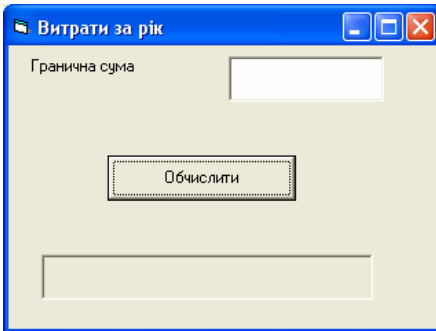 Витрати за рік
Гранична сума
Обчислити